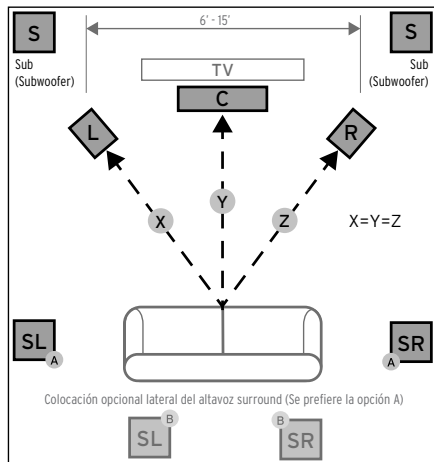 S
6' - 15'
S
Sub
(Subwoofer)
TV
Sub
(Subwoofer)
C
L
R
X
Y
Z
X=Y=Z
SL
A
SR
A
Colocación opcional lateral del altavoz surround (Se prefiere la opción A)
SL
B
B
SR